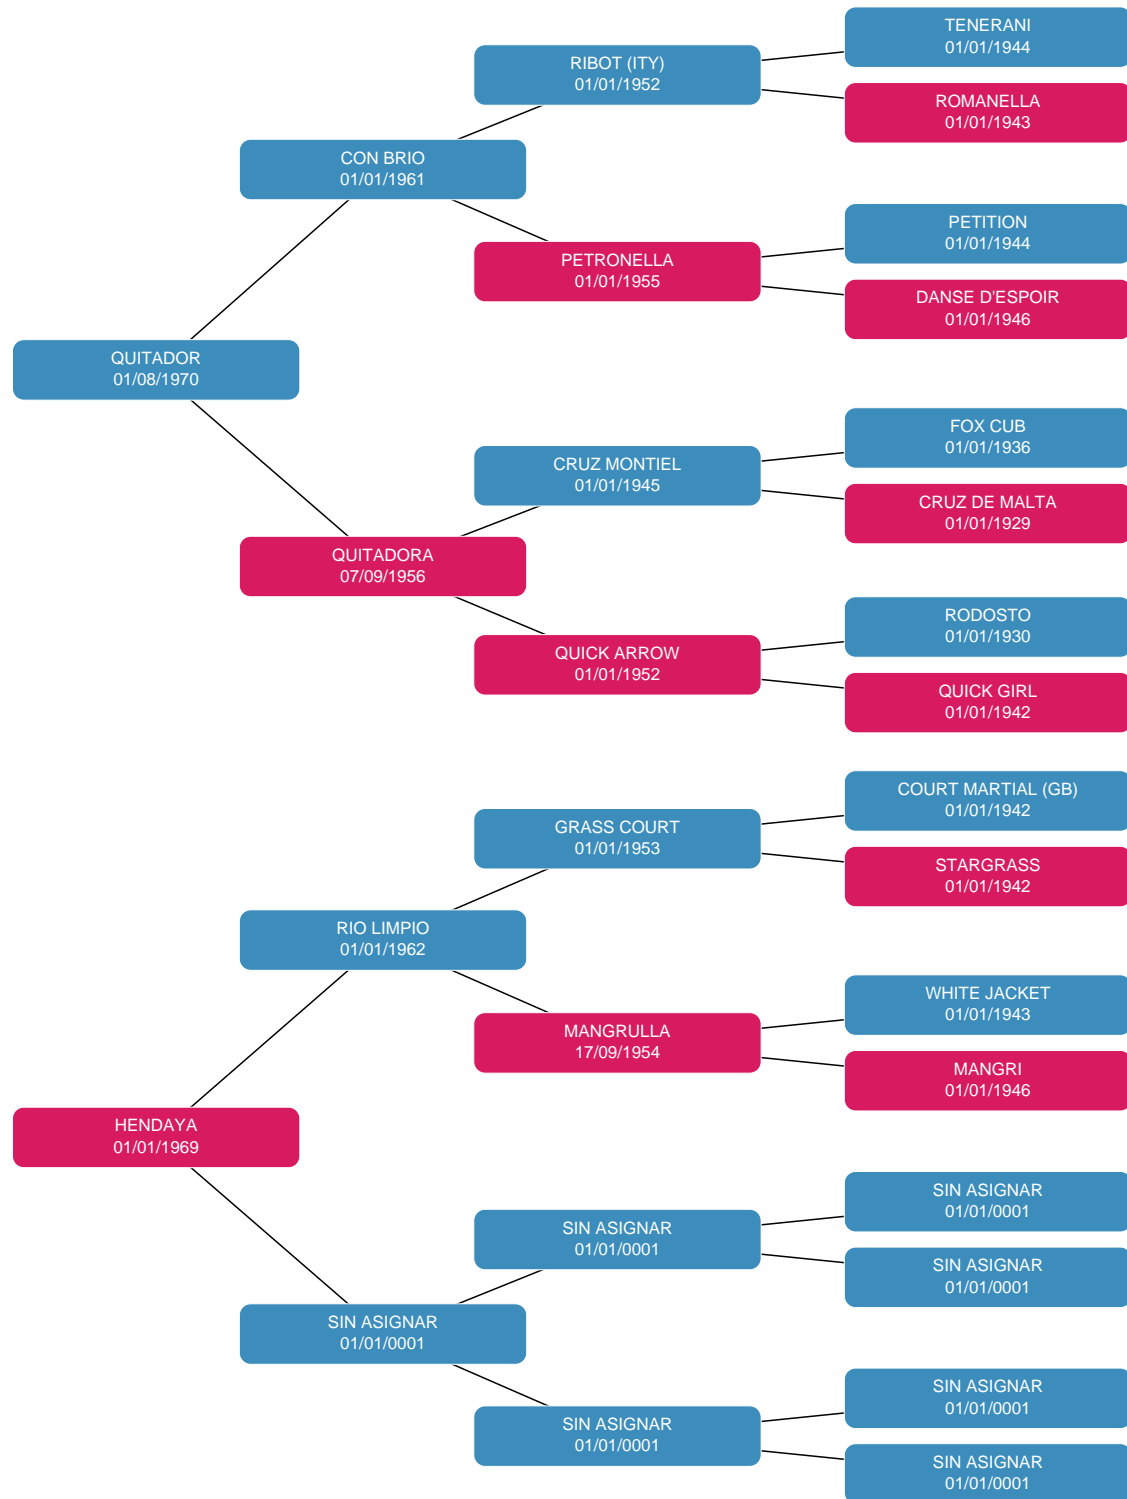 TENERANI
01/01/1944
RIBOT (ITY)
01/01/1952
ROMANELLA
01/01/1943
CON BRIO
01/01/1961
PETITION
01/01/1944
PETRONELLA
01/01/1955
DANSE D'ESPOIR
01/01/1946
QUITADOR
01/08/1970
FOX CUB
01/01/1936
CRUZ MONTIEL
01/01/1945
CRUZ DE MALTA
01/01/1929
QUITADORA
07/09/1956
RODOSTO
01/01/1930
QUICK ARROW
01/01/1952
QUICK GIRL
01/01/1942
COURT MARTIAL (GB)
01/01/1942
GRASS COURT
01/01/1953
STARGRASS
01/01/1942
RIO LIMPIO
01/01/1962
WHITE JACKET
01/01/1943
MANGRULLA
17/09/1954
MANGRI
01/01/1946
HENDAYA
01/01/1969
SIN ASIGNAR
01/01/0001
SIN ASIGNAR
01/01/0001
SIN ASIGNAR
01/01/0001
SIN ASIGNAR
01/01/0001
SIN ASIGNAR
01/01/0001
SIN ASIGNAR
01/01/0001
SIN ASIGNAR
01/01/0001